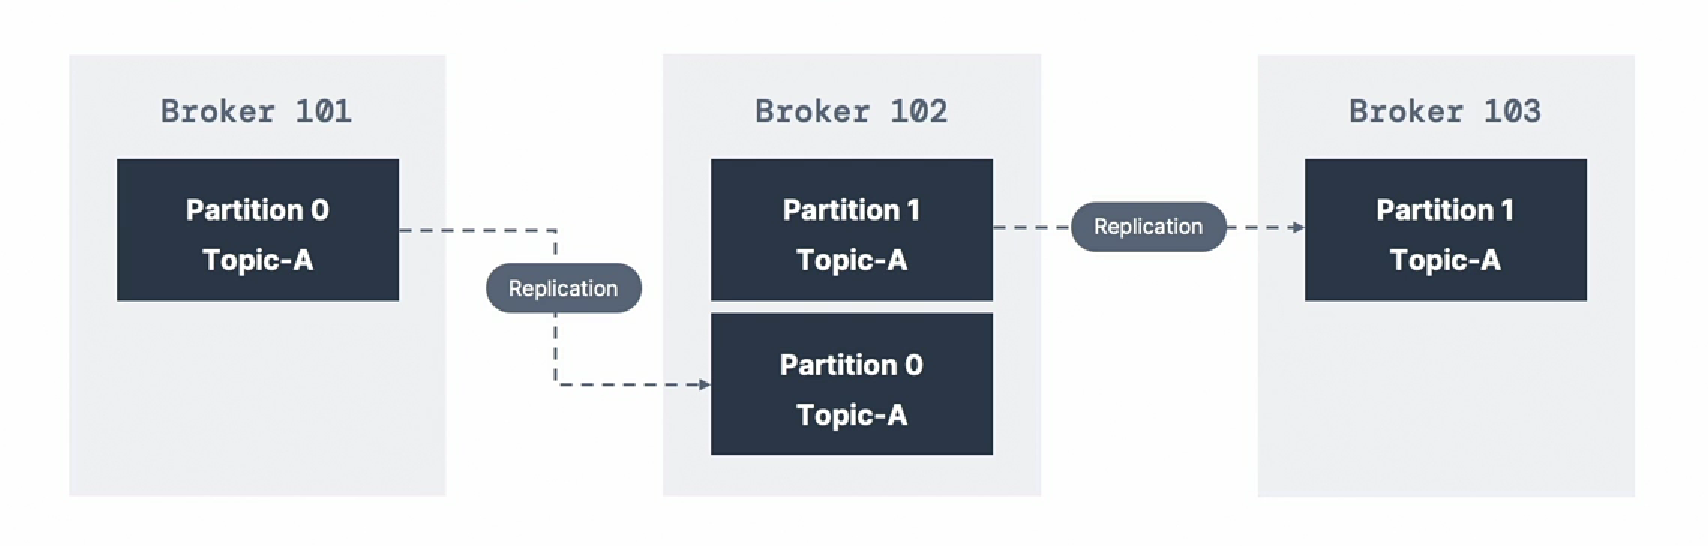 Broker 101
Partition 0
Topic-A
Replication
Broker 102
Partition 1
Topic-A
Partition 0
Topic-A
Replication
Broker 103
Partition 1
Topic-A